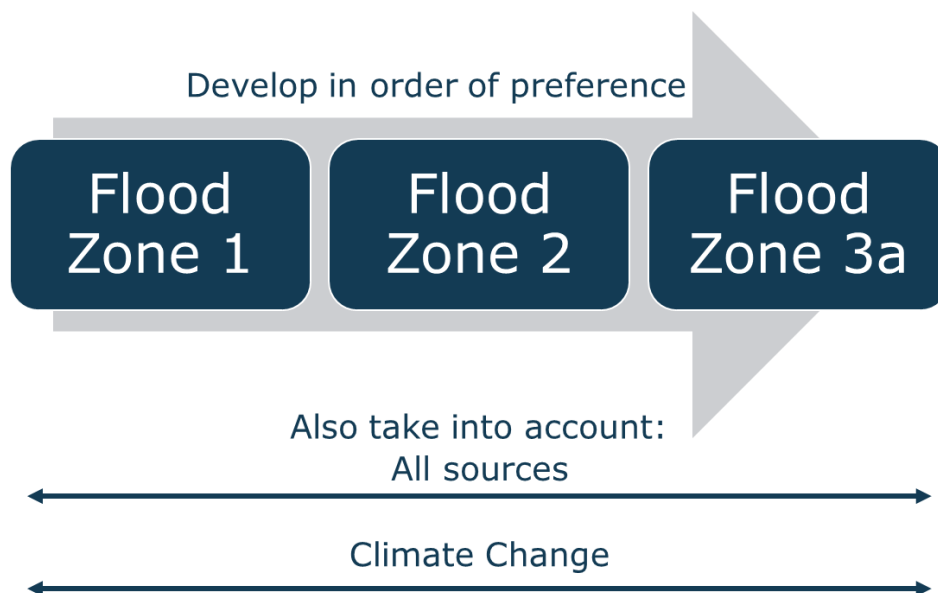 Develop in order of preference
Flood
Zone 1
Flood
Zone 2
Flood
Zone 3a
Also take into account:
All sources
Climate Change